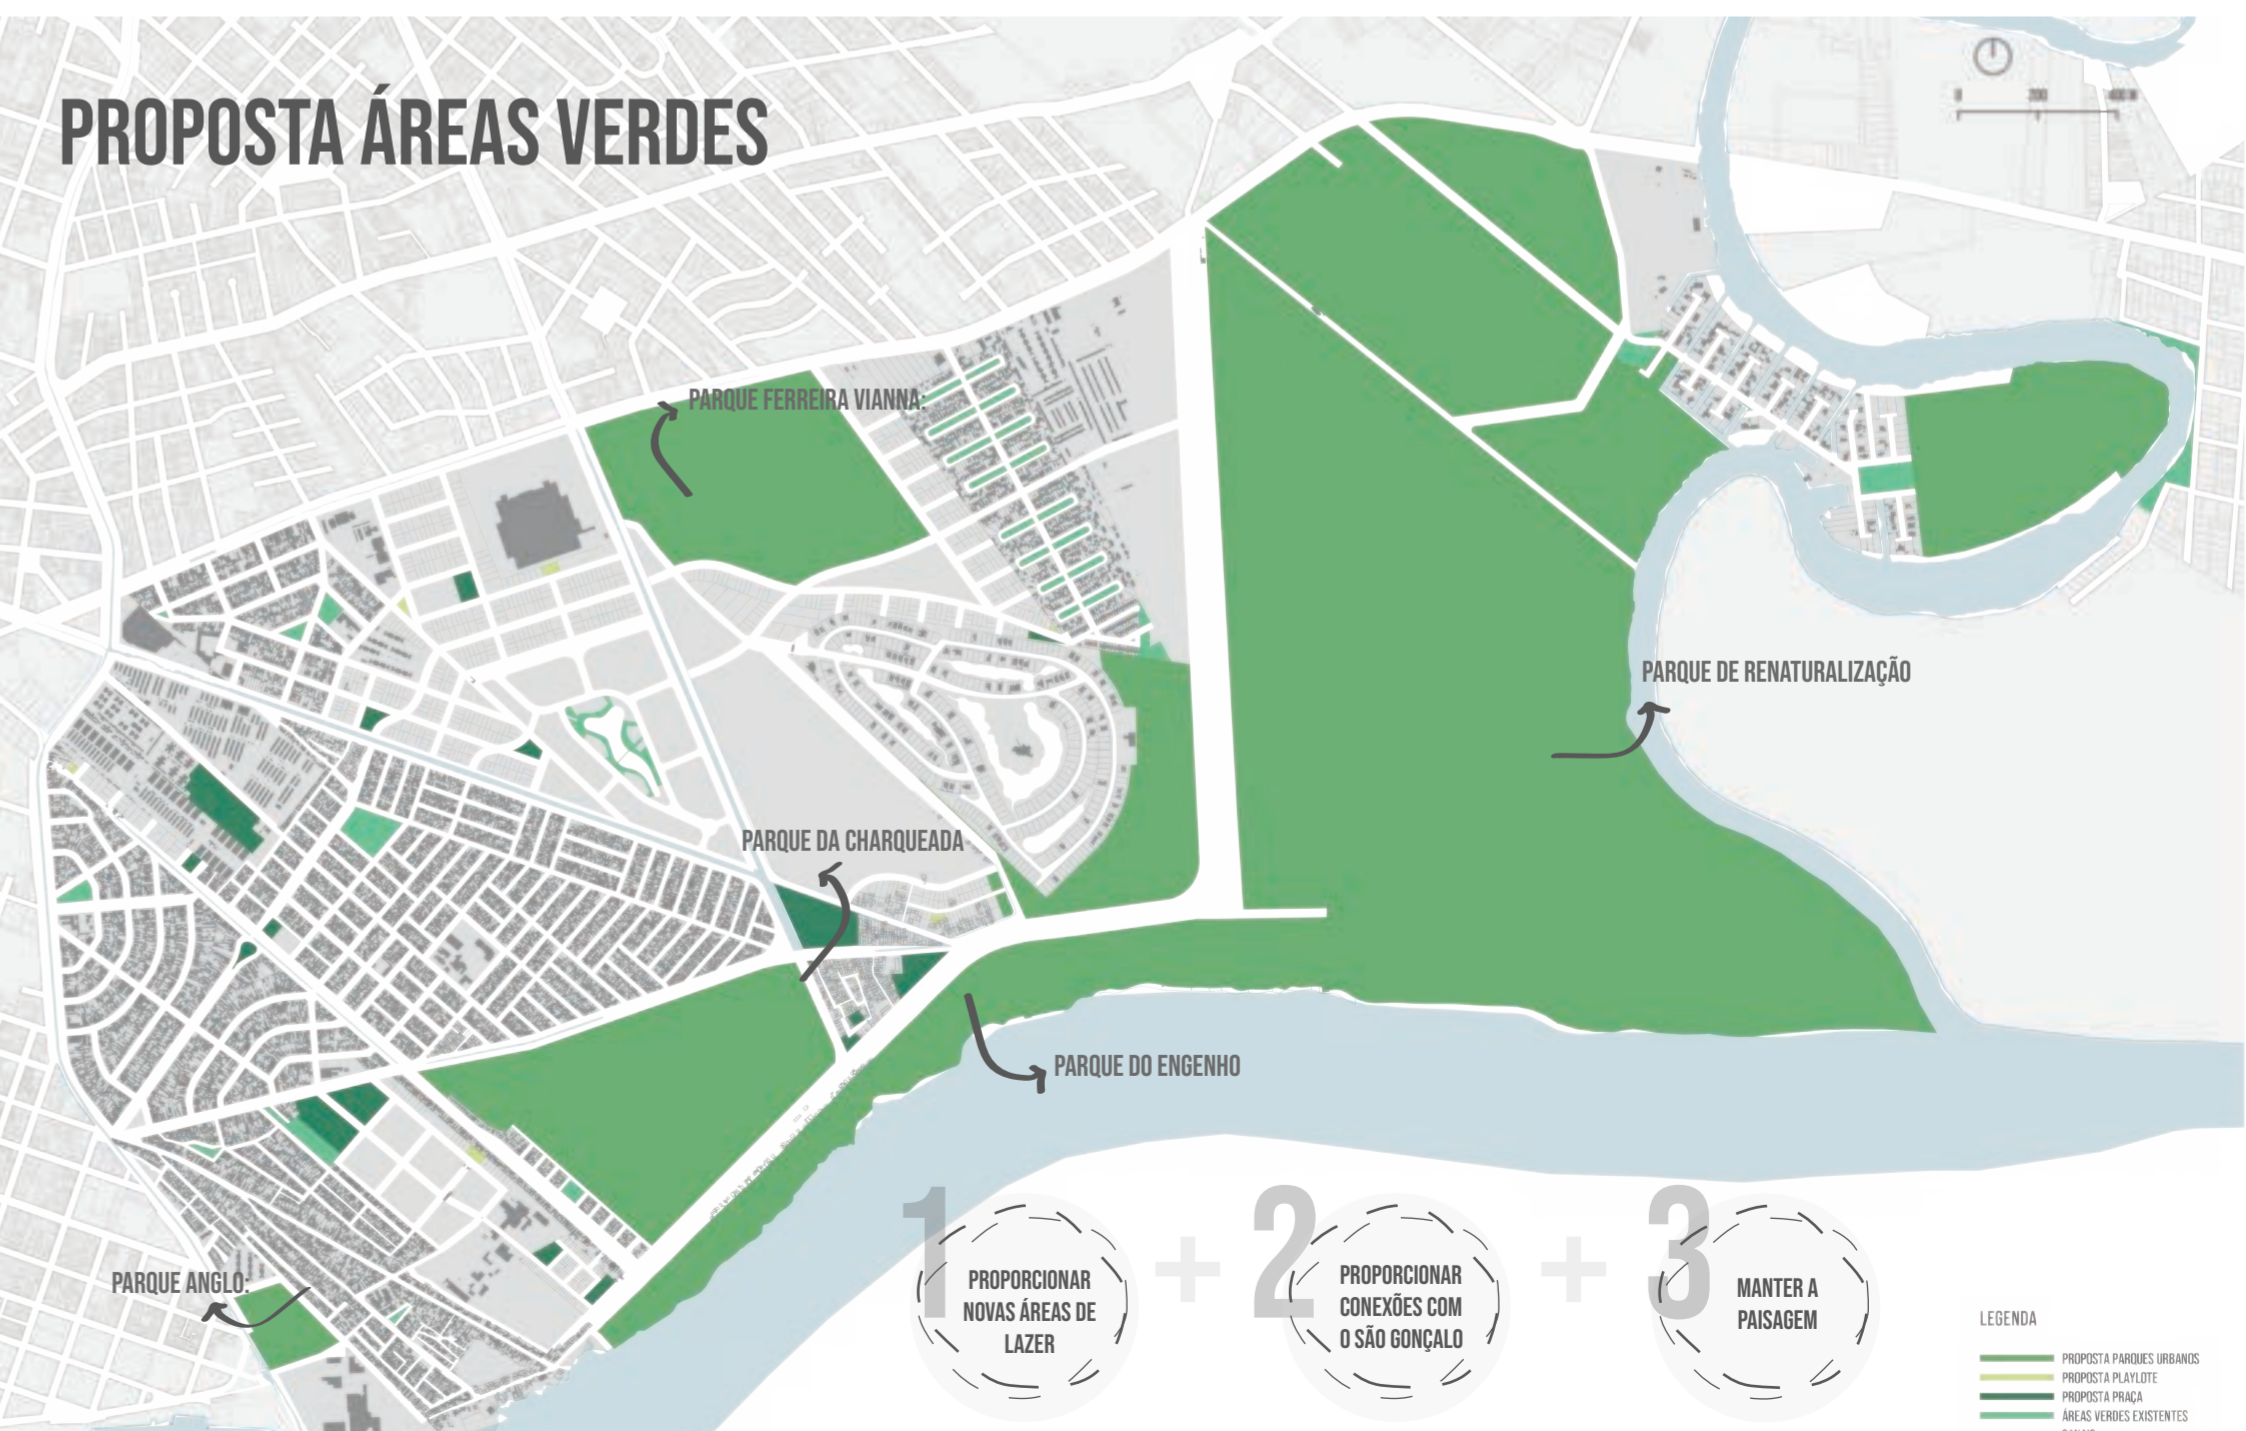 PROPOSTA ÁREAS VERDES
0 200
PARQUE FERREIRA VIANNA:
PARQUE DE RENATURALIZAÇÃO
PARQUE DA CHARQUEADA
PARQUE DO ENGENHO
PARQUE ANGLO:
1
PROPORCIONAR
NOVAS ÁREAS DE
LAZER
+
2
PROPORCIONAR
CONEXÕES COM
O SÃO GONÇALO
+
3
MANTER A
PAISAGEM
LEGENDA
PROPOSTA PARQUES URBANOS
PROPOSTA PLAYLOTE
PROPOSTA PRAÇA
ÁREAS VERDES EXISTENTES